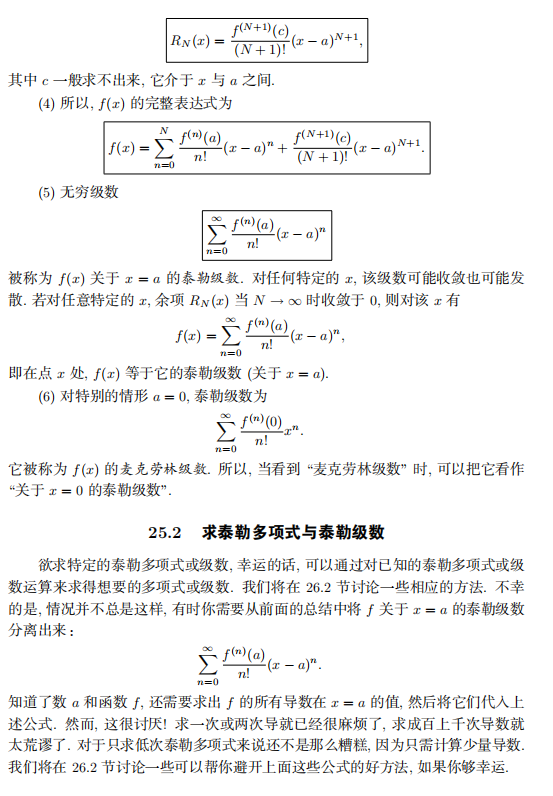 $$R_N(x) = \frac{f^{(N+1)}(c)}{(N+1)!}(x-a)^{N+1},$$
其中 c 一般求不出来, 它介于 x 与 a 之间.
(4) 所以, f(x) 的完整表达式为
$$f(x) = \sum_{n=0}^{N} \frac{f^{(n)}(a)}{n!}(x-a)^n + \frac{f^{(N+1)}(c)}{(N+1)!}(x-a)^{N+1}.$$
(5) 无穷级数
$$\sum_{n=0}^{\infty} \frac{f^{(n)}(a)}{n!}(x-a)^n$$
被称为 f(x) 关于 x = a 的泰勒级数. 对任何特定的 x, 该级数可能收敛也可能发
散. 若对任意特定的 x, 余项 $R_N(x)$ 当 N → ∞ 时收敛于 0, 则对该 x 有
$$f(x) = \sum_{n=0}^{\infty} \frac{f^{(n)}(a)}{n!}(x-a)^n,$$
即在点 x 处, f(x) 等于它的泰勒级数 (关于 x = a).
(6) 对特别的情形 a = 0, 泰勒级数为
$$\sum_{n=0}^{\infty} \frac{f^{(n)}(0)}{n!}x^n.$$
它被称为 f(x) 的麦克劳林级数. 所以, 当看到 “麦克劳林级数” 时, 可以把它看作
“关于 x = 0 的泰勒级数”.
25.2 求泰勒多项式与泰勒级数
欲求特定的泰勒多项式或级数, 幸运的话, 可以通过对已知的泰勒多项式或级
数运算来求得想要的多项式或级数. 我们将在 26.2 节讨论一些相应的方法. 不幸
的是, 情况并不总是这样, 有时你需要从前面的总结中将 f 关于 x = a 的泰勒级数
分离出来:
$$\sum_{n=0}^{\infty} \frac{f^{(n)}(a)}{n!}(x-a)^n.$$
知道了数 a 和函数 f, 还需要求出 f 的所有导数在 x = a 的值, 然后将它们代入上
述公式. 然而, 这很讨厌! 求一次或两次导就已经很麻烦了, 求成百上千次导数就
太荒谬了. 对于只求低次泰勒多项式来说还不是那么糟糕, 因为只需计算少量导数.
我们将在 26.2 节讨论一些可以帮你避开上面这些公式的好方法, 如果你够幸运.